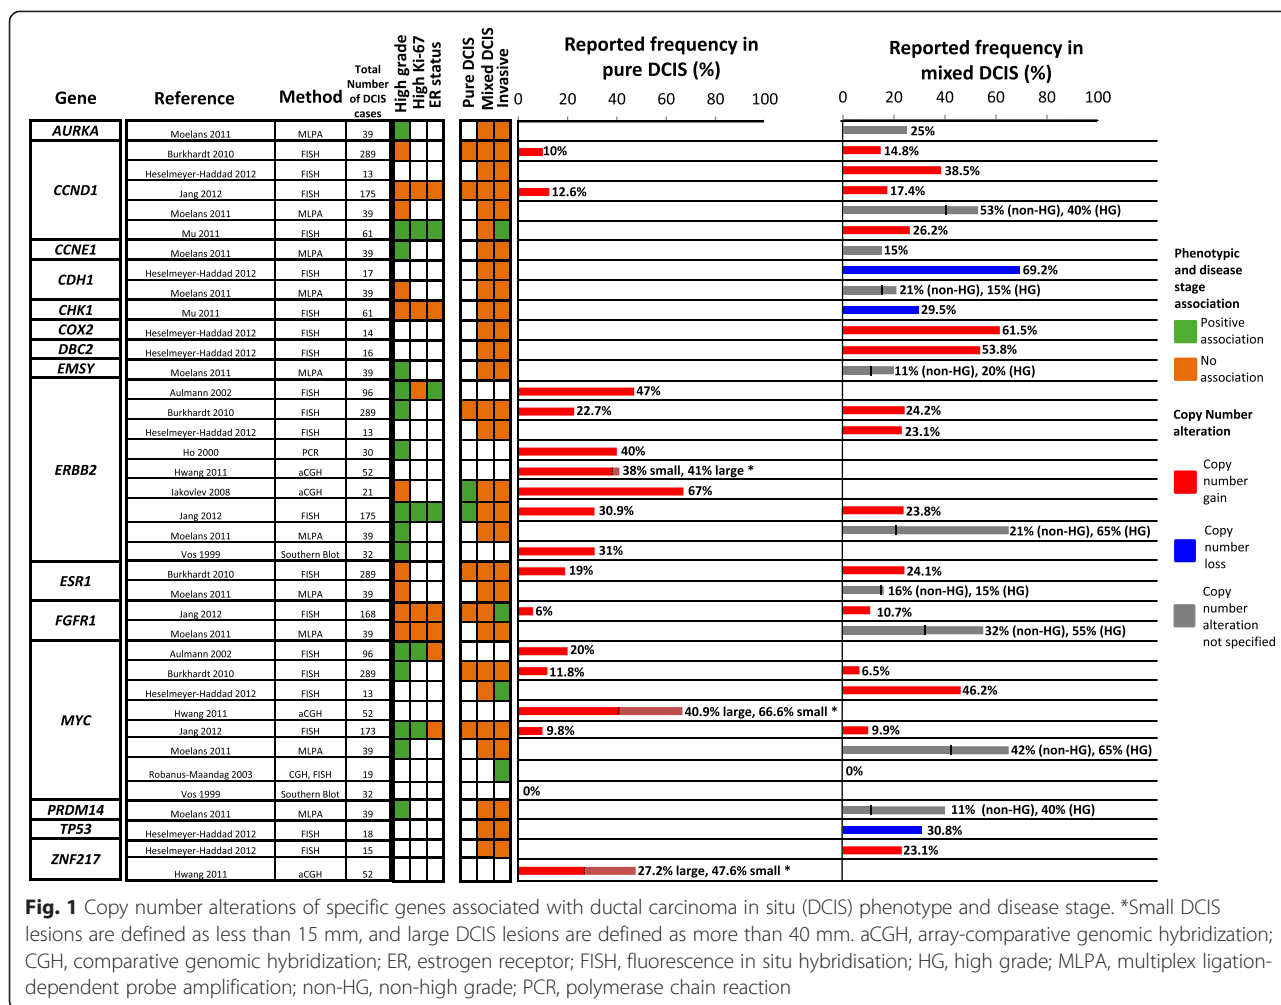 Gene
Reference
Method
Total Number of DCIS cases
High grade
High Ki-67
ER status
Pure DCIS
Mixed DCIS
Invasive
Reported frequency in
pure DCIS (%)
0 20 40 60 80 100
Reported frequency in
mixed DCIS (%)
0 20 40 60 80 100
AURKA
Moelans 2011 MLPA 39 25%
CCND1
Burkhardt 2010 FISH 289 10% 14.8%
Heselmeyer-Haddad 2012 FISH 13 38.5%
Jang 2012 FISH 175 12.6% 17.4%
Moelans 2011 MLPA 39 53% (non-HG), 40% (HG)
Mu 2011 FISH 61 26.2%
CCNE1
Moelans 2011 MLPA 39 15%
CDH1
Heselmeyer-Haddad 2012 FISH 17 69.2%
Moelans 2011 MLPA 39 21% (non-HG), 15% (HG)
CHK1
Mu 2011 FISH 61 29.5%
COX2
Heselmeyer-Haddad 2012 FISH 14 61.5%
DBC2
Heselmeyer-Haddad 2012 FISH 16 53.8%
EMSY
Moelans 2011 MLPA 39 11% (non-HG), 20% (HG)
ERBB2
Aulmann 2002 FISH 96 47%
Burkhardt 2010 FISH 289 22.7% 24.2%
Heselmeyer-Haddad 2012 FISH 13 23.1%
Ho 2000 PCR 30 40%
Hwang 2011 aCGH 52 38% small, 41% large *
Iakovlev 2008 aCGH 21 67%
Jang 2012 FISH 175 30.9% 23.8%
Moelans 2011 MLPA 39 21% (non-HG), 65% (HG)
Vos 1999 Southern Blot 32 31%
ESR1
Burkhardt 2010 FISH 289 19% 24.1%
Moelans 2011 MLPA 39 16% (non-HG), 15% (HG)
FGFR1
Jang 2012 FISH 168 6% 10.7%
Moelans 2011 MLPA 39 32% (non-HG), 55% (HG)
MYC
Aulmann 2002 FISH 96 20%
Burkhardt 2010 FISH 289 11.8% 6.5%
Heselmeyer-Haddad 2012 FISH 13 46.2%
Hwang 2011 aCGH 52 40.9% large, 66.6% small *
Jang 2012 FISH 173 9.8% 9.9%
Moelans 2011 MLPA 39 42% (non-HG), 65% (HG)
Robanus-Maandag 2003 CGH, FISH 19 0%
Vos 1999 Southern Blot 32 0%
PRDM14
Moelans 2011 MLPA 39 11% (non-HG), 40% (HG)
TP53
Heselmeyer-Haddad 2012 FISH 18 30.8%
ZNF217
Heselmeyer-Haddad 2012 FISH 15 23.1%
Hwang 2011 aCGH 52 27.2% large, 47.6% small *
Phenotypic
and disease
stage
association
Positive
association
No
association
Copy Number
alteration
Copy
number
gain
Copy
number
loss
Copy
number
alteration
not specified
Fig. 1 Copy number alterations of specific genes associated with ductal carcinoma in situ (DCIS) phenotype and disease stage. *Small DCIS
lesions are defined as less than 15 mm, and large DCIS lesions are defined as more than 40 mm. aCGH, array-comparative genomic hybridization;
CGH, comparative genomic hybridization; ER, estrogen receptor; FISH, fluorescence in situ hybridisation; HG, high grade; MLPA, multiplex ligation-
dependent probe amplification; non-HG, non-high grade; PCR, polymerase chain reaction